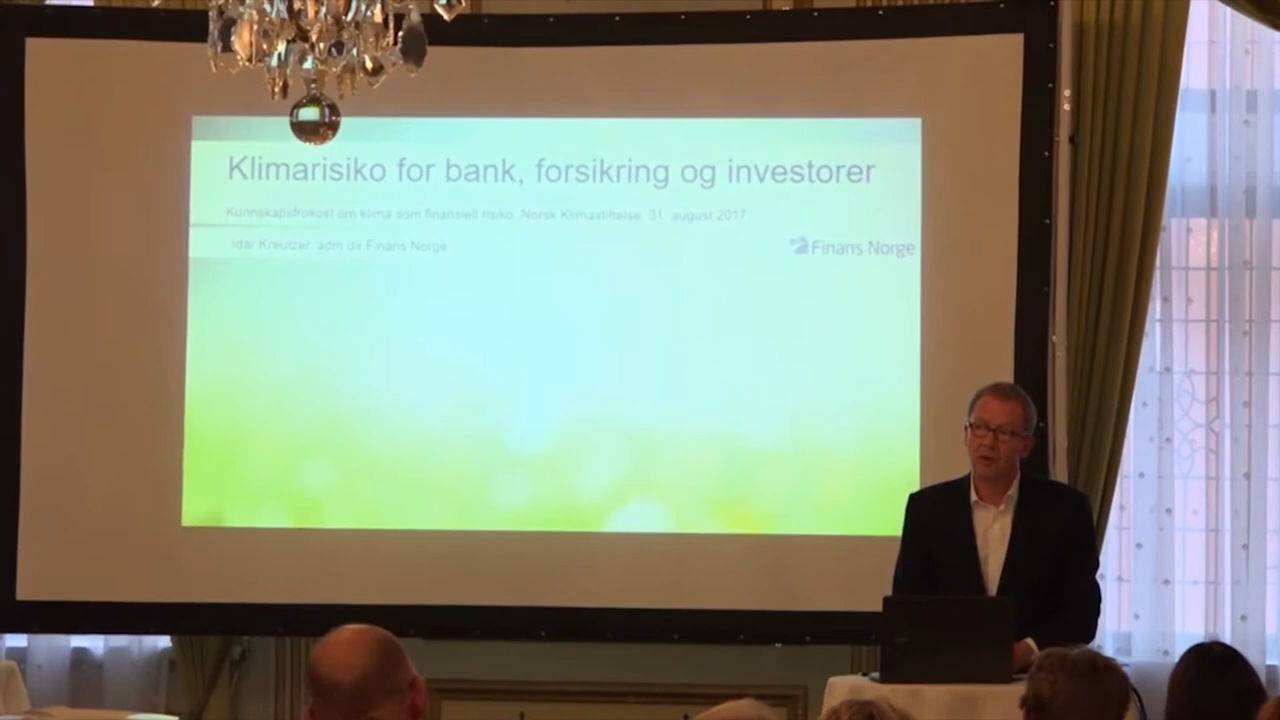 Klimarisiko for bank, forsikring og investorer
Kunnskapsfrokost om klima som finansiell risiko, Norsk Klimastiftelse, 31. august 2017
Idar Kreutzer, adm dir Finans Norge
Finans Norge